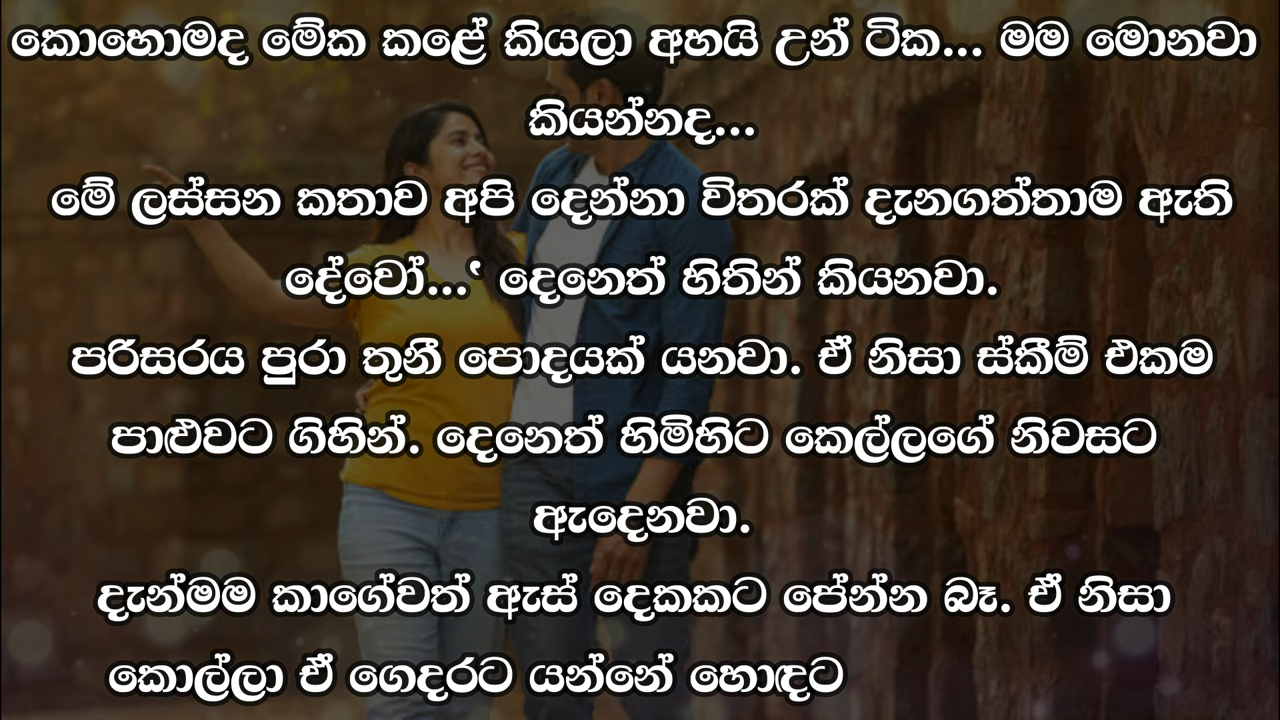 කොහොමද මේක කළේ කියලා අහයි උන් ටික... මම මොනවා
කියන්නද...
මේ ලස්සන කතාව අපි දෙන්නා විතරක් දැනගත්තාම ඇති
දේවෝ...‛ දෙනෙත් හිතින් කියනවා.
පරිසරය පුරා තුනී පොදයක් යනවා. ඒ නිසා ස්කීම් එකම
පාළුවට ගිහින්. දෙනෙත් හිමිහිට කෙල්ලගේ නිවසට
ඇදෙනවා.
දැන්මම කාගේවත් ඇස් දෙකකට පේන්න බෑ. ඒ නිසා
කොල්ලා ඒ ගෙදරට යන්නේ හොඳට